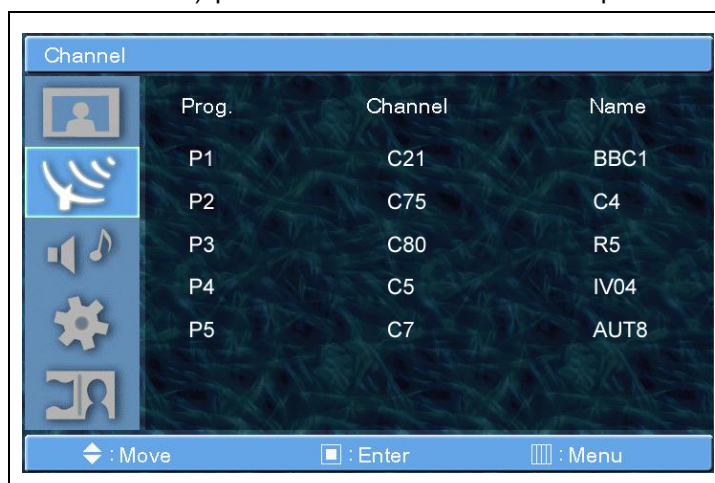 Channel
Prog. Channel Name
P1 C21 BBC1
P2 C75 C4
P3 C80 R5
P4 C5 IV04
P5 C7 AUT8
: Move : Enter : Menu